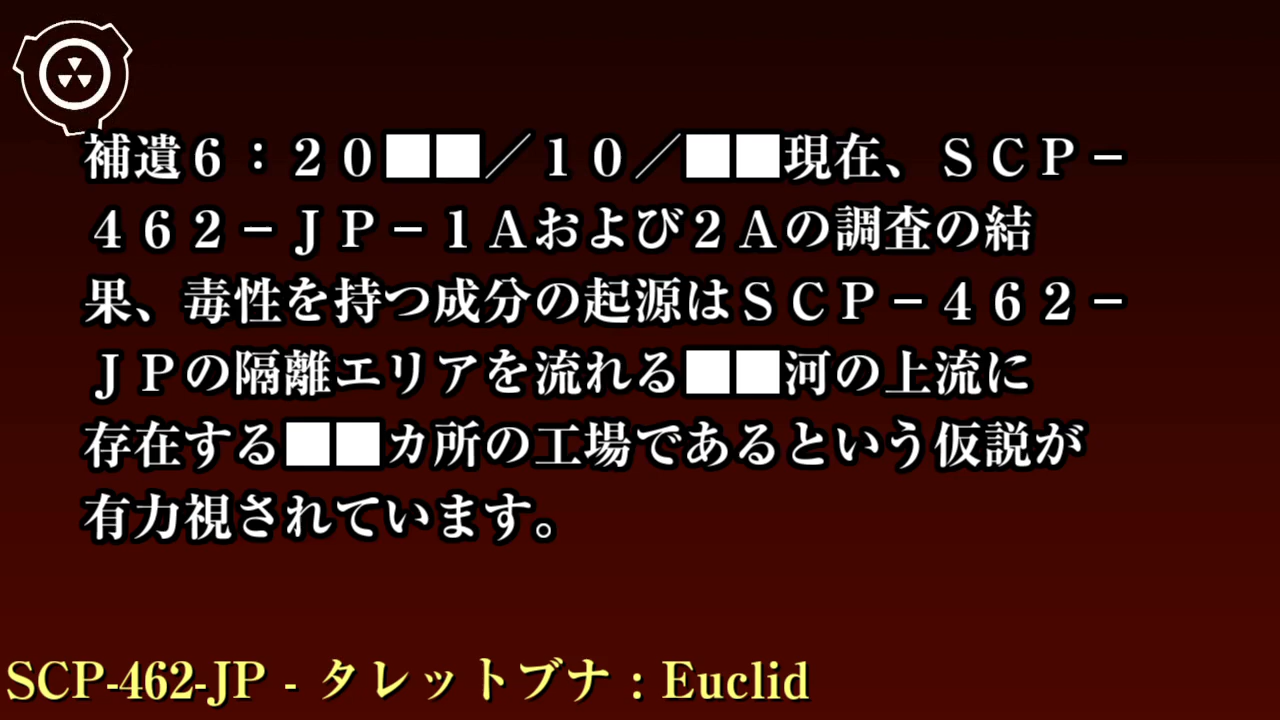 補遺６：２０■■／１０／■■現在、ＳＣＰ－
４６２－ＪＰ－１Ａおよび２Ａの調査の結
果、毒性を持つ成分の起源はＳＣＰ－４６２－
ＪＰの隔離エリアを流れる■■河の上流に
存在する■■カ所の工場であるという仮説が
有力視されています。
SCP-462-JP - タレットブナ : Euclid